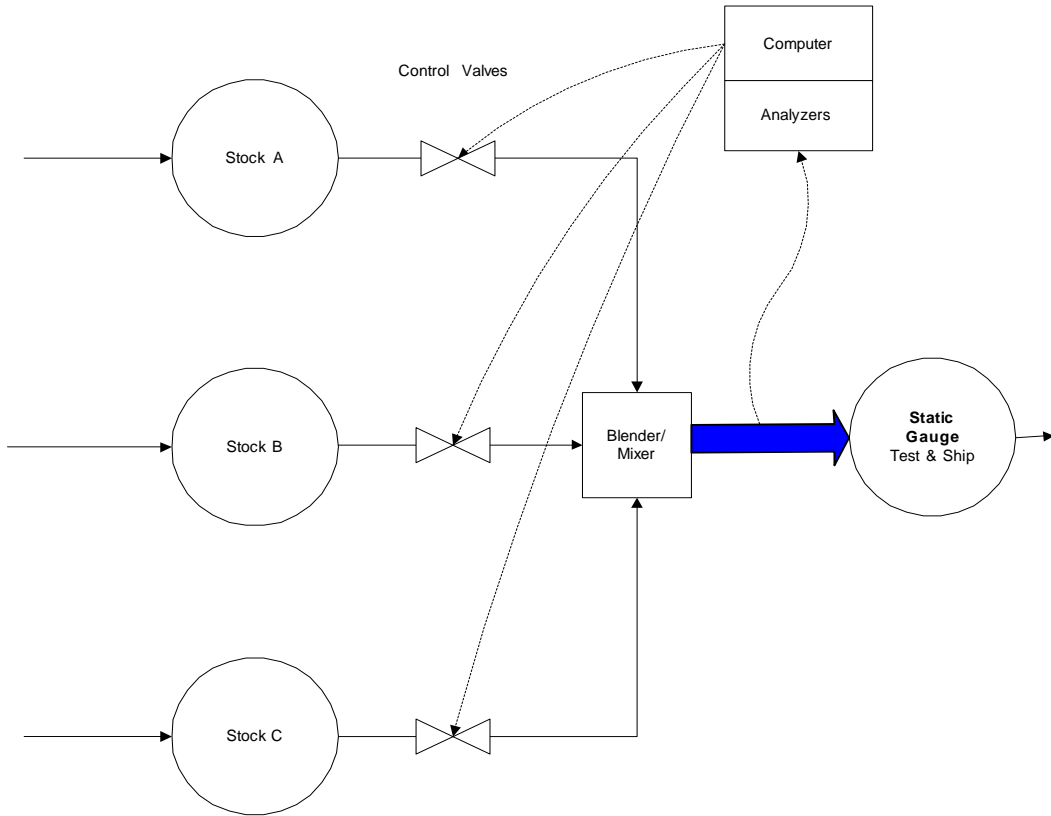 Computer
Control Valves
Analyzers
Stock A
Static
Gauge
Test & Ship
Blender/
Mixer
Stock B
Stock C